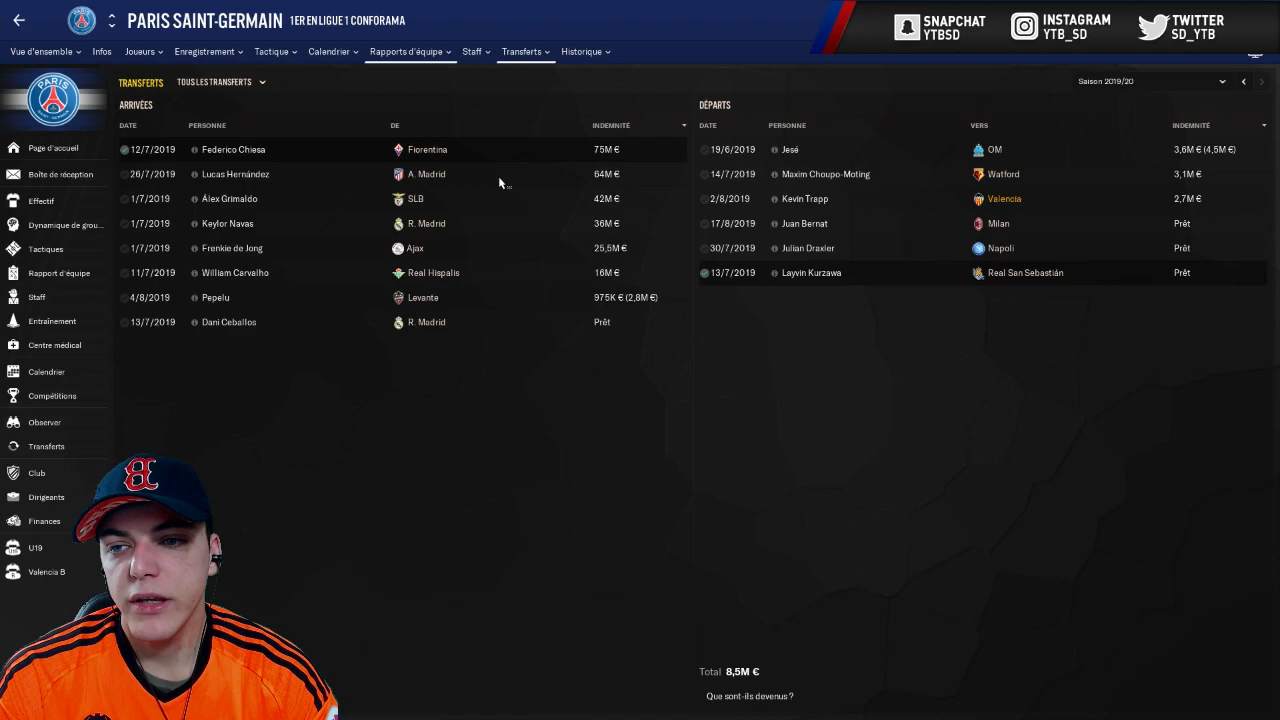 PARIS SAINT-GERMAIN 1ER EN LIGUE 1 CONFORAMA
SNAPCHAT YTBSD
INSTAGRAM YTB_SD
TWITTER SD_YTB
Vue d'ensemble Infos Joueurs Enregistrement Tactique Calendrier Rapports d'équipe Staff Transferts Historique
TRANSFERTS TOUS LES TRANSFERTS Saison 2019/20
ARRIVÉES
DATE PERSONNE DE INDEMNITÉ
12/7/2019 Federico Chiesa Fiorentina 75M €
26/7/2019 Lucas Hernández A. Madrid 64M €
1/7/2019 Álex Grimaldo SLB 42M €
1/7/2019 Keylor Navas R. Madrid 36M €
1/7/2019 Frenkie de Jong Ajax 25,5M €
11/7/2019 William Carvalho Real Hispalis 16M €
4/8/2019 Pepelu Levante 975K € (2,8M €)
13/7/2019 Dani Ceballos R. Madrid Prêt
DÉPARTS
DATE PERSONNE VERS INDEMNITÉ
19/6/2019 Jesé OM 3,6M € (4,5M €)
14/7/2019 Maxim Choupo-Moting Watford 3,1M €
2/8/2019 Kevin Trapp Valencia 2,7M €
17/8/2019 Juan Bernat Milan Prêt
30/7/2019 Julian Draxler Napoli Prêt
13/7/2019 Layvin Kurzawa Real San Sebastián Prêt
Total 8,5M €
Que sont-ils devenus ?
Page d'accueil
Boîte de réception
Effectif
Dynamique de grou...
Tactiques
Rapport d'équipe
Staff
Entraînement
Centre médical
Calendrier
Compétitions
Observer
Transferts
Club
Dirigeants
Finances
U19
Valencia B
B